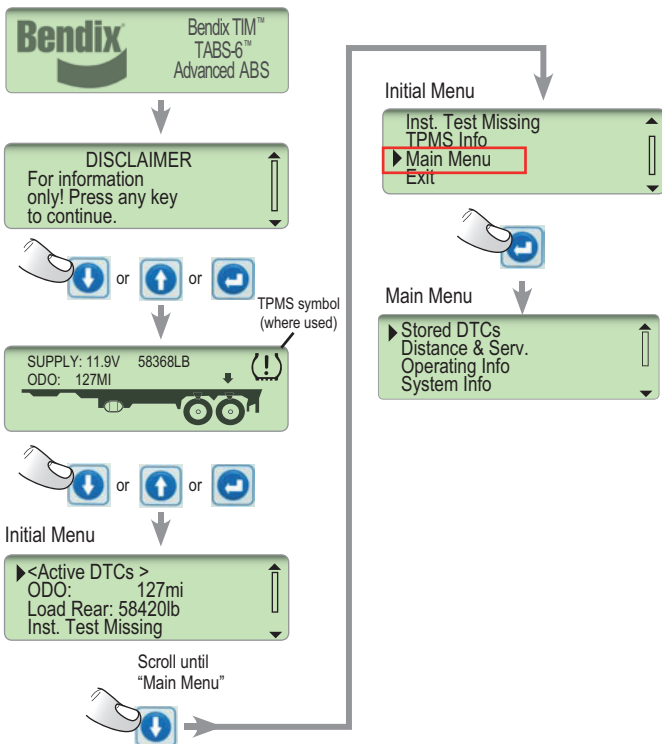 Bendix
Bendix TIM™
TABS-6™
Advanced ABS
DISCLAIMER
For information
only! Press any key
to continue.
or
or
TPMS symbol
(where used)
SUPPLY: 11.9V 58368LB
ODO: 127MI
or
or
Initial Menu
<Active DTCs >
ODO: 127mi
Load Rear: 58420lb
Inst. Test Missing
Scroll until
“Main Menu”
Initial Menu
Inst. Test Missing
TPMS Info
Main Menu
Exit
Main Menu
Stored DTCs
Distance & Serv.
Operating Info
System Info